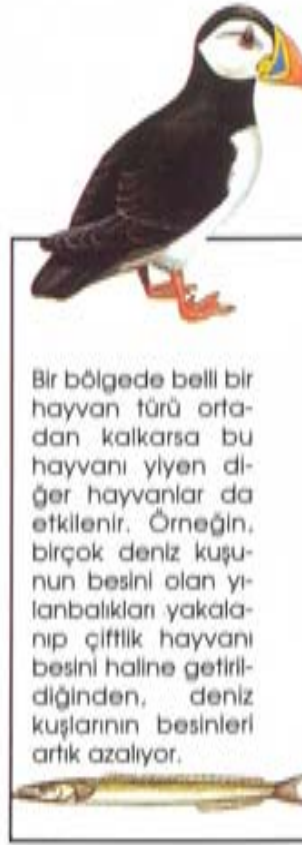 Bir bölgede belli bir
hayvan türü orta-
dan kalkarsa bu
hayvanı yiyen di-
ğer hayvanlar da
etkilenir. Örneğin,
birçok deniz kuşu-
nun besini olan yı-
lanbalıkları yakala-
nıp çiftlik hayvanı
besini haline getiril-
diğinden, deniz
kuşlarının besinleri
artık azalıyor.